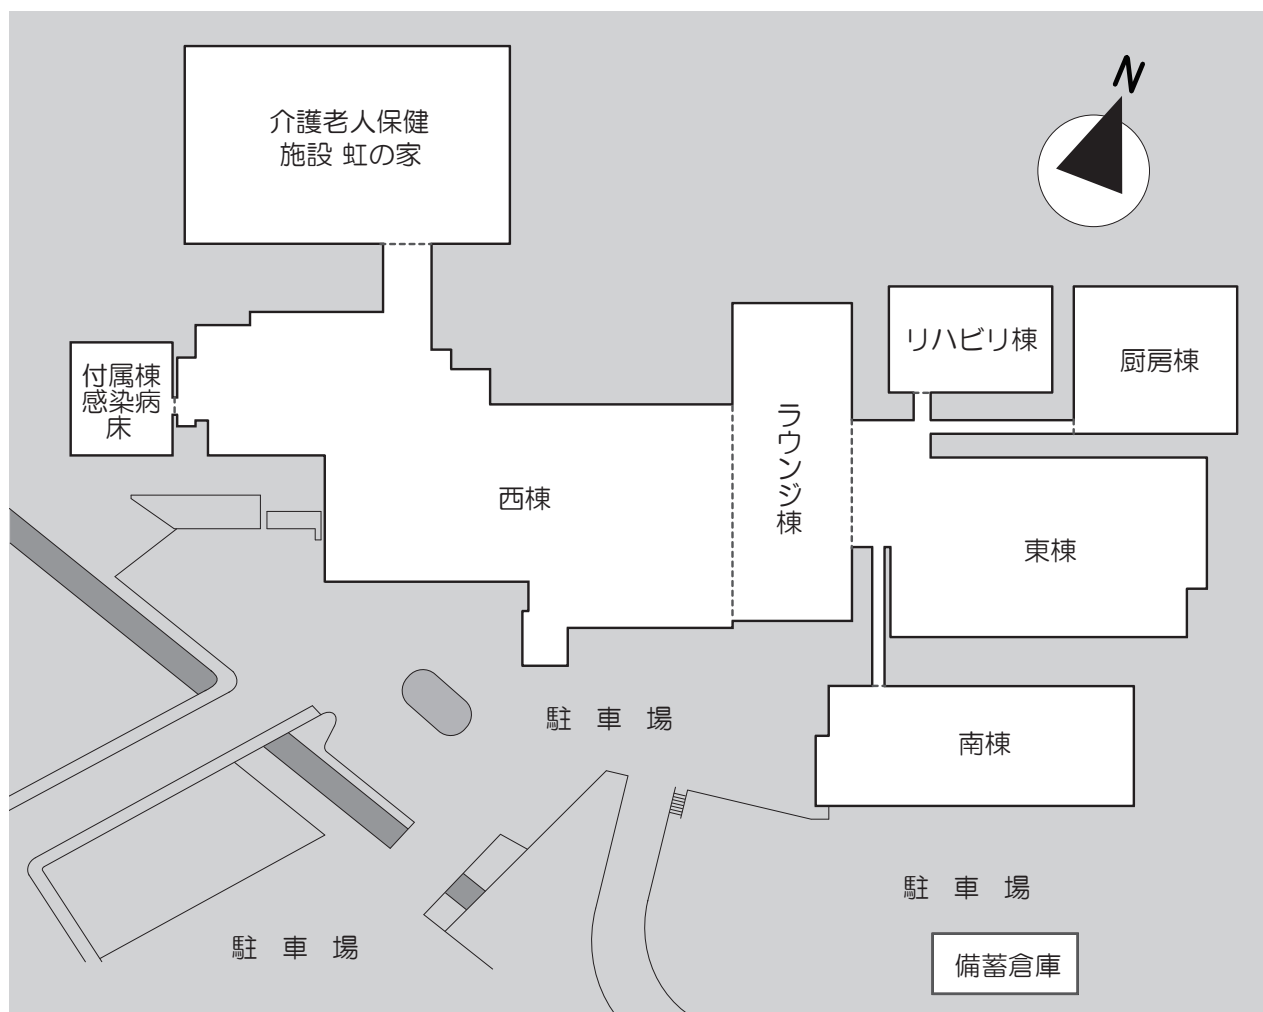 N
介護老人保健
施設 虹の家
リハビリ棟
厨房棟
付属棟
感染病
床
ラウンジ棟
西棟
東棟
駐 車 場
南棟
駐 車 場
駐 車 場
備蓄倉庫